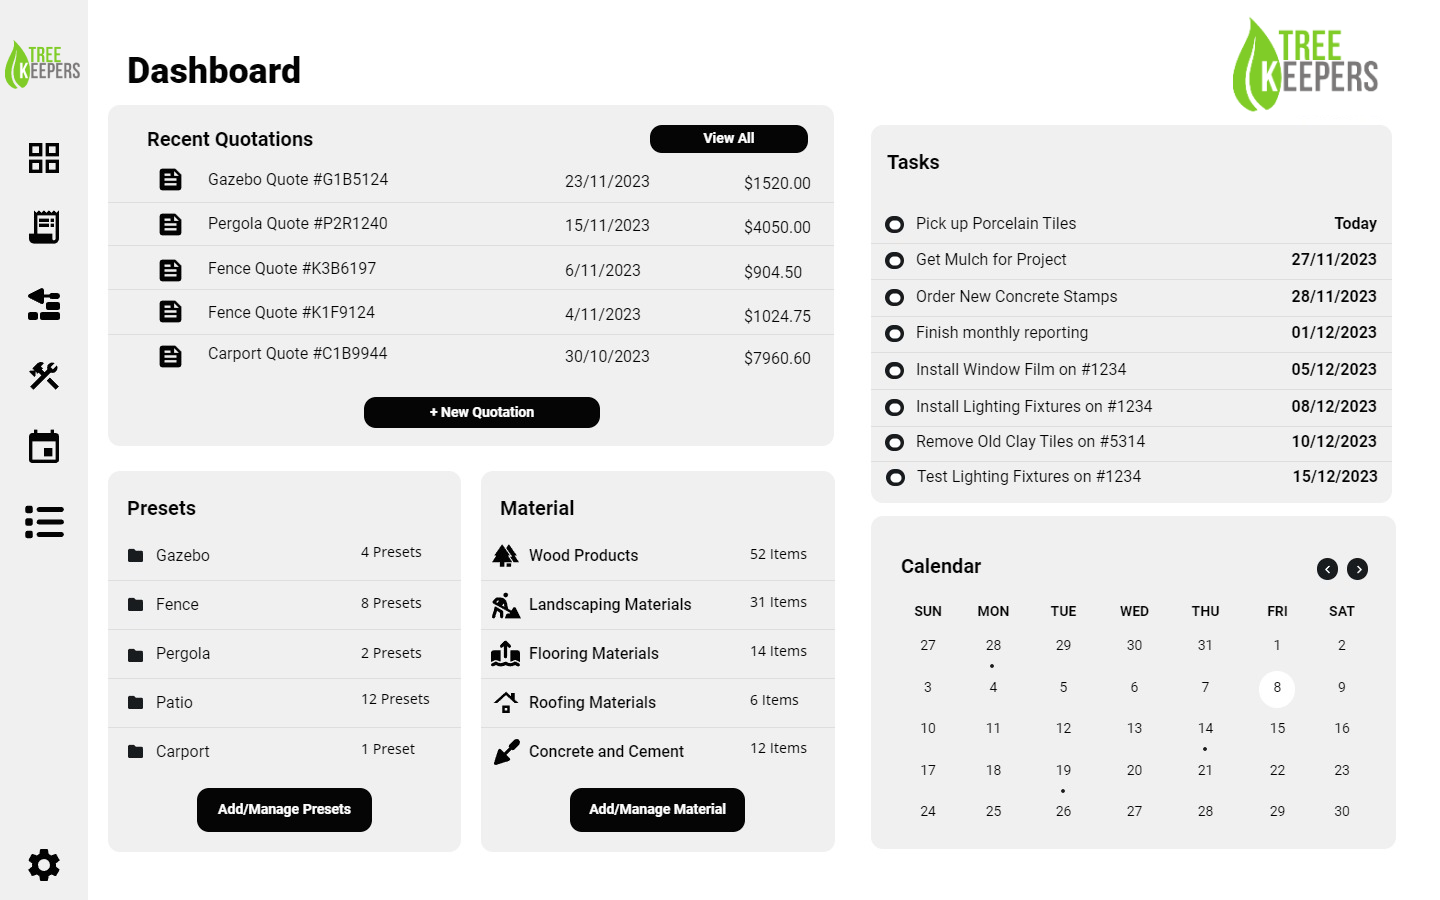 TREE
KEEPERS
Dashboard
TREE
KEEPERS
Recent Quotations
View All
Gazebo Quote #G1B5124 23/11/2023 $1520.00
Pergola Quote #P2R1240 15/11/2023 $4050.00
Fence Quote #K3B6197 6/11/2023 $904.50
Fence Quote #K1F9124 4/11/2023 $1024.75
Carport Quote #C1B9944 30/10/2023 $7960.60
+ New Quotation
Presets
Gazebo 4 Presets
Fence 8 Presets
Pergola 2 Presets
Patio 12 Presets
Carport 1 Preset
Add/Manage Presets
Material
Wood Products 52 Items
Landscaping Materials 31 Items
Flooring Materials 14 Items
Roofing Materials 6 Items
Concrete and Cement 12 Items
Add/Manage Material
Tasks
Pick up Porcelain Tiles Today
Get Mulch for Project 27/11/2023
Order New Concrete Stamps 28/11/2023
Finish monthly reporting 01/12/2023
Install Window Film on #1234 05/12/2023
Install Lighting Fixtures on #1234 08/12/2023
Remove Old Clay Tiles on #5314 10/12/2023
Test Lighting Fixtures on #1234 15/12/2023
Calendar
SUN MON TUE WED THU FRI SAT
27 28 29 30 31 1 2
3 4 5 6 7 8 9
10 11 12 13 14 15 16
17 18 19 20 21 22 23
24 25 26 27 28 29 30